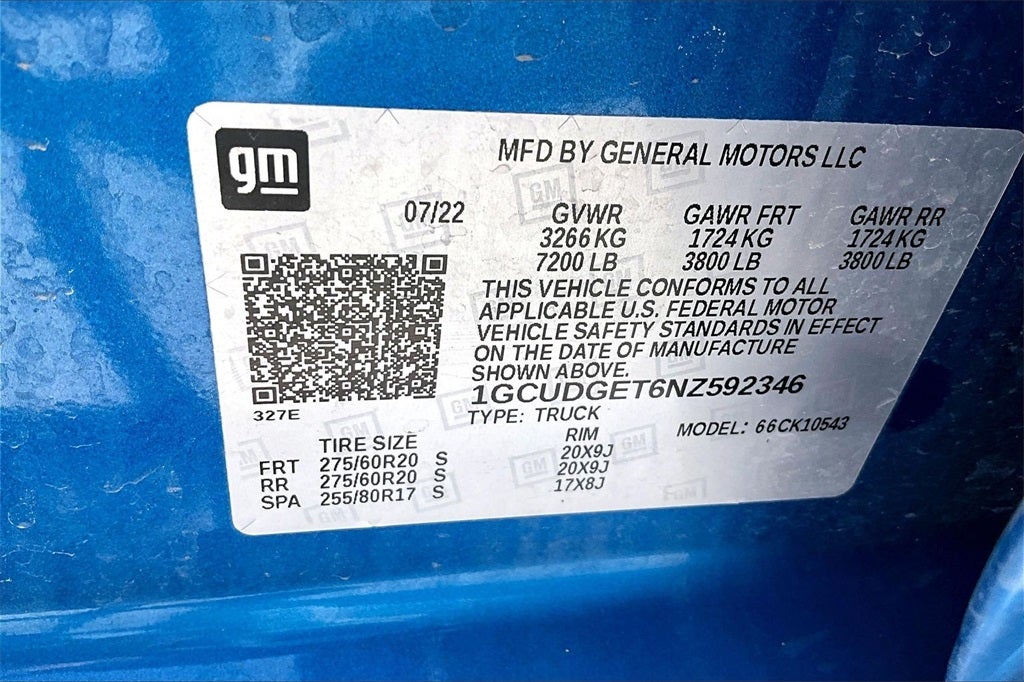 gm
MFD BY GENERAL MOTORS LLC
07/22
GVWR GAWR FRT GAWR RR
3266 KG 1724 KG 1724 KG
7200 LB 3800 LB 3800 LB
THIS VEHICLE CONFORMS TO ALL
APPLICABLE U.S. FEDERAL MOTOR
VEHICLE SAFETY STANDARDS IN EFFECT
ON THE DATE OF MANUFACTURE
SHOWN ABOVE.
1GCUDGET6NZ592346
327E
TYPE: TRUCK MODEL: 66CK10543
TIRE SIZE RIM
FRT 275/60R20 S 20X9J
RR 275/60R20 S 20X9J
SPA 255/80R17 S 17X8J